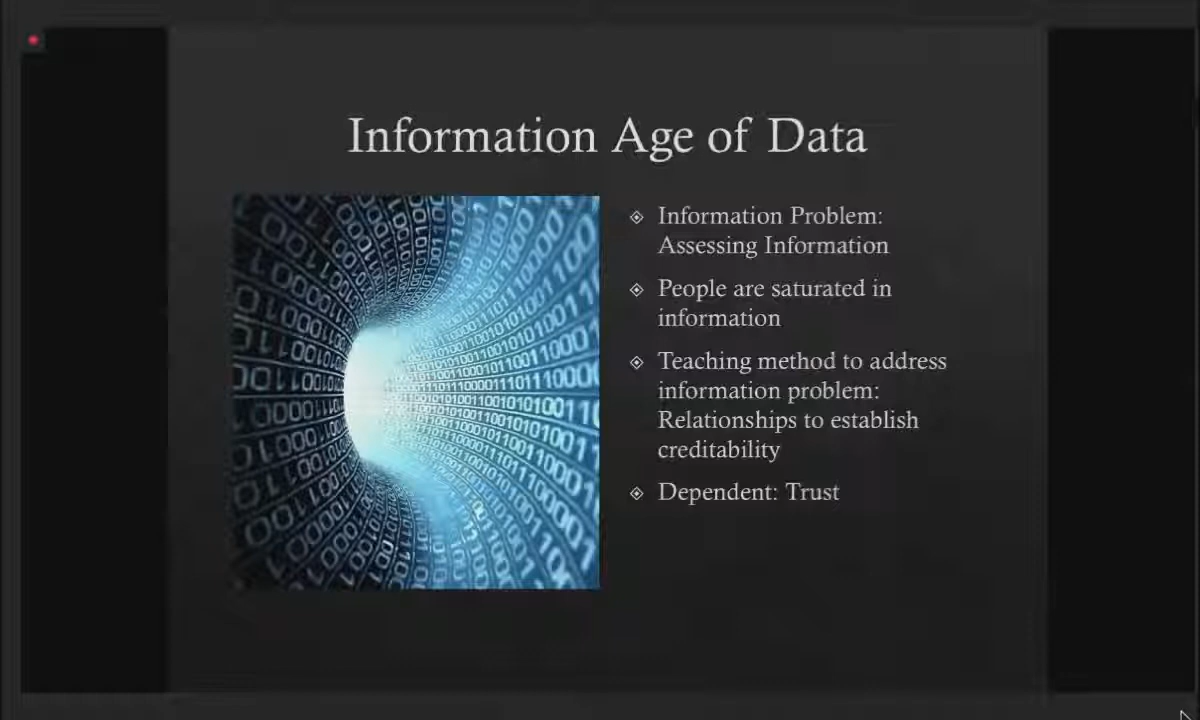 Information Age of Data
Information Problem:
Assessing Information
People are saturated in
information
Teaching method to address
information problem:
Relationships to establish
creditability
Dependent: Trust